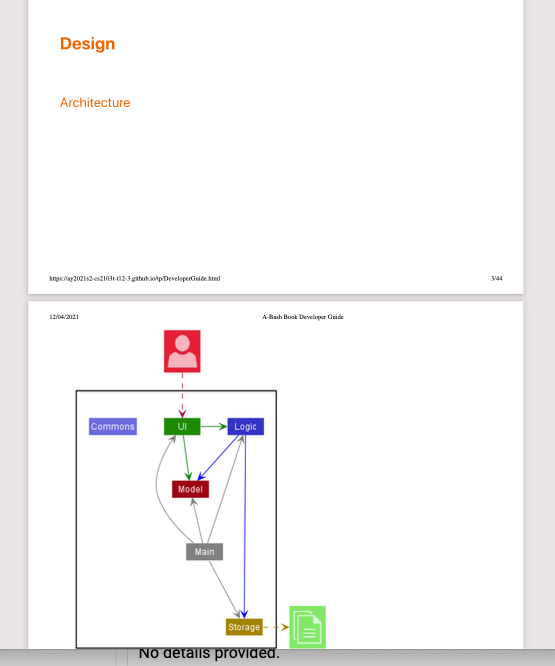 Design
Architecture
https://ay2021s2-cs2103t-t12-3.github.io/tp/DeveloperGuide.html 3/44
12/04/2021 A-Bash Book Developer Guide
Commons UI Logic
Model
Main
Storage
No details provided.